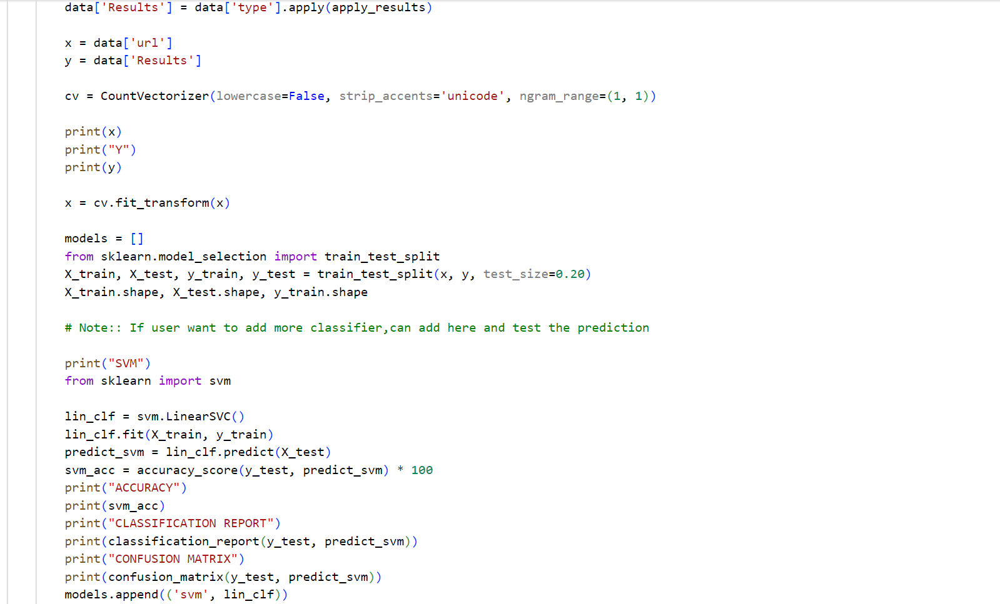 data['Results'] = data['type'].apply(apply_results)
x = data['url']
y = data['Results']
cv = CountVectorizer(lowercase=False, strip_accents='unicode', ngram_range=(1, 1))
print(x)
print("Y")
print(y)
x = cv.fit_transform(x)
models = []
from sklearn.model_selection import train_test_split
X_train, X_test, y_train, y_test = train_test_split(x, y, test_size=0.20)
X_train.shape, X_test.shape, y_train.shape
# Note:: If user want to add more classifier,can add here and test the prediction
print("SVM")
from sklearn import svm
lin_clf = svm.LinearSVC()
lin_clf.fit(X_train, y_train)
predict_svm = lin_clf.predict(X_test)
svm_acc = accuracy_score(y_test, predict_svm) * 100
print("ACCURACY")
print(svm_acc)
print("CLASSIFICATION REPORT")
print(classification_report(y_test, predict_svm))
print("CONFUSION MATRIX")
print(confusion_matrix(y_test, predict_svm))
models.append(('svm', lin_clf))